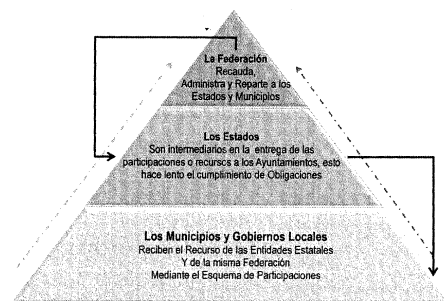 La Federación
Recauda,
Administra y Reparte a los
Estados y Municipios
Los Estados
Son intermediarios en la entrega de las
participaciones o recursos a los Ayuntamientos, esto
hace lento el cumplimiento de Obligaciones
Los Municipios y Gobiernos Locales
Reciben el Recurso de las Entidades Estatales
Y de la misma Federación
Mediante el Esquema de Participaciones